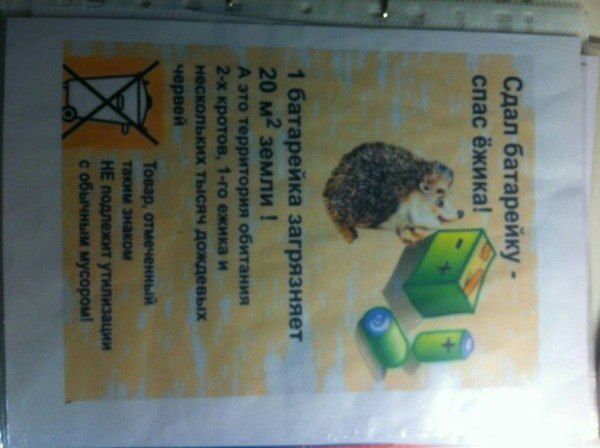 Сдал батарейку -
спас ёжика!
1 батарейка загрязняет
20 м² земли !
А это территория обитания
2-х кротов, 1-го ежика и
нескольких тысяч дождевых
червей
Товар, отмеченный
таким знаком
НЕ подлежит утилизации
с обычным мусором!